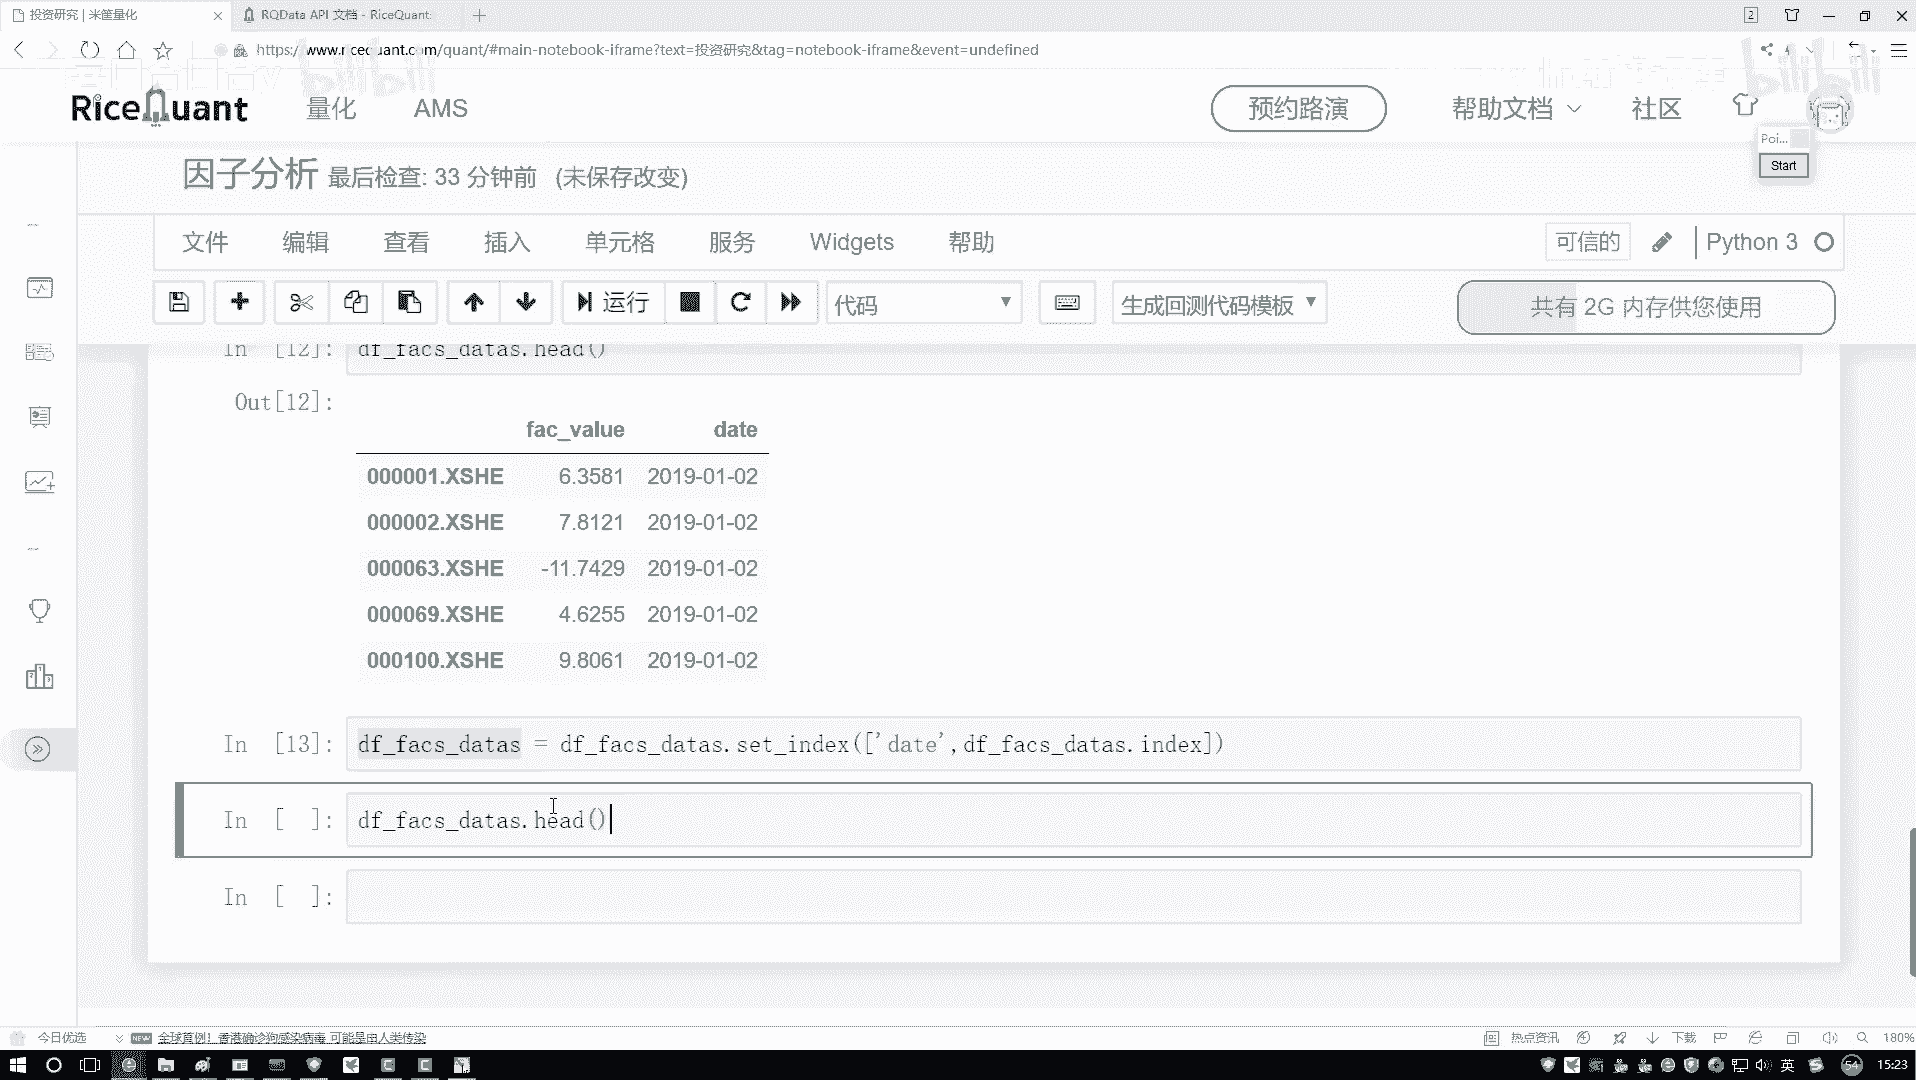 投资研究 | 米筐量化
RQData API 文档 - RiceQuant:
2
https://www.ricequant.com/quant/#main-notebook-iframe?text=投资研究&tag=notebook-iframe&event=undefined
bilibili
bilibili
RiceQuant 量化 AMS 预约路演 帮助文档 社区
Poi...
Start
因子分析 最后检查: 33 分钟前 (未保存改变)
文件 编辑 查看 插入 单元格 服务 Widgets 帮助 可信的 Python 3
运行 代码 生成回测代码模板 共有 2G 内存供您使用
In [12]: df_facs_datas.head()
Out[12]:
fac_value date
000001.XSHE 6.3581 2019-01-02
000002.XSHE 7.8121 2019-01-02
000063.XSHE -11.7429 2019-01-02
000069.XSHE 4.6255 2019-01-02
000100.XSHE 9.8061 2019-01-02
In [13]: df_facs_datas = df_facs_datas.set_index(['date',df_facs_datas.index])
In [ ]: df_facs_datas.head()
In [ ]:
今日优选 NEW 全球首例！香港确诊狗感染病毒 可能是由人类传染 热点资讯 下载 180%
英 54 15:23